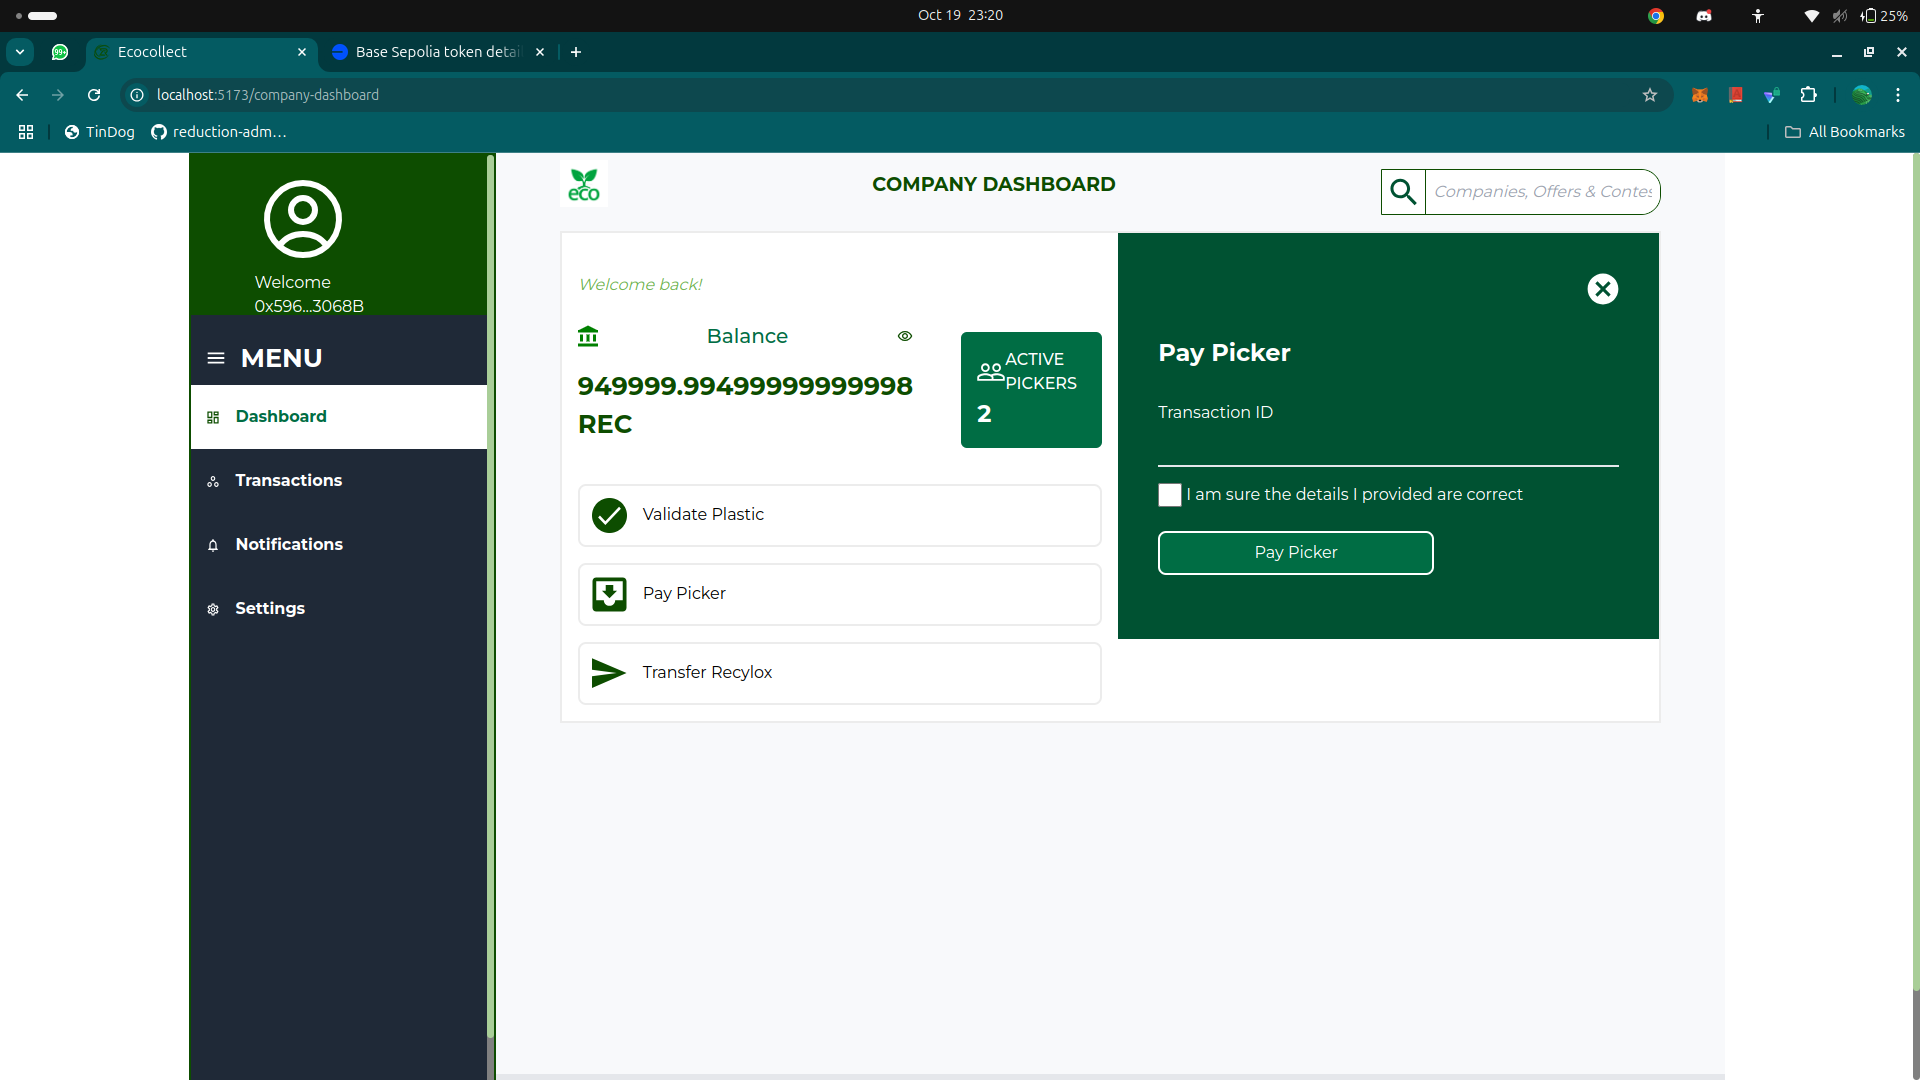 Oct 19 23:20
25%
99+
Ecocollect
Base Sepolia token detai
localhost:5173/company-dashboard
TinDog
reduction-adm...
All Bookmarks
Welcome
0x596...3068B
MENU
Dashboard
Transactions
Notifications
Settings
eco
COMPANY DASHBOARD
Companies, Offers & Contes
Welcome back!
Balance
949999.99499999999998
REC
ACTIVE
PICKERS
2
Validate Plastic
Pay Picker
Transfer Recylox
Pay Picker
Transaction ID
I am sure the details I provided are correct
Pay Picker